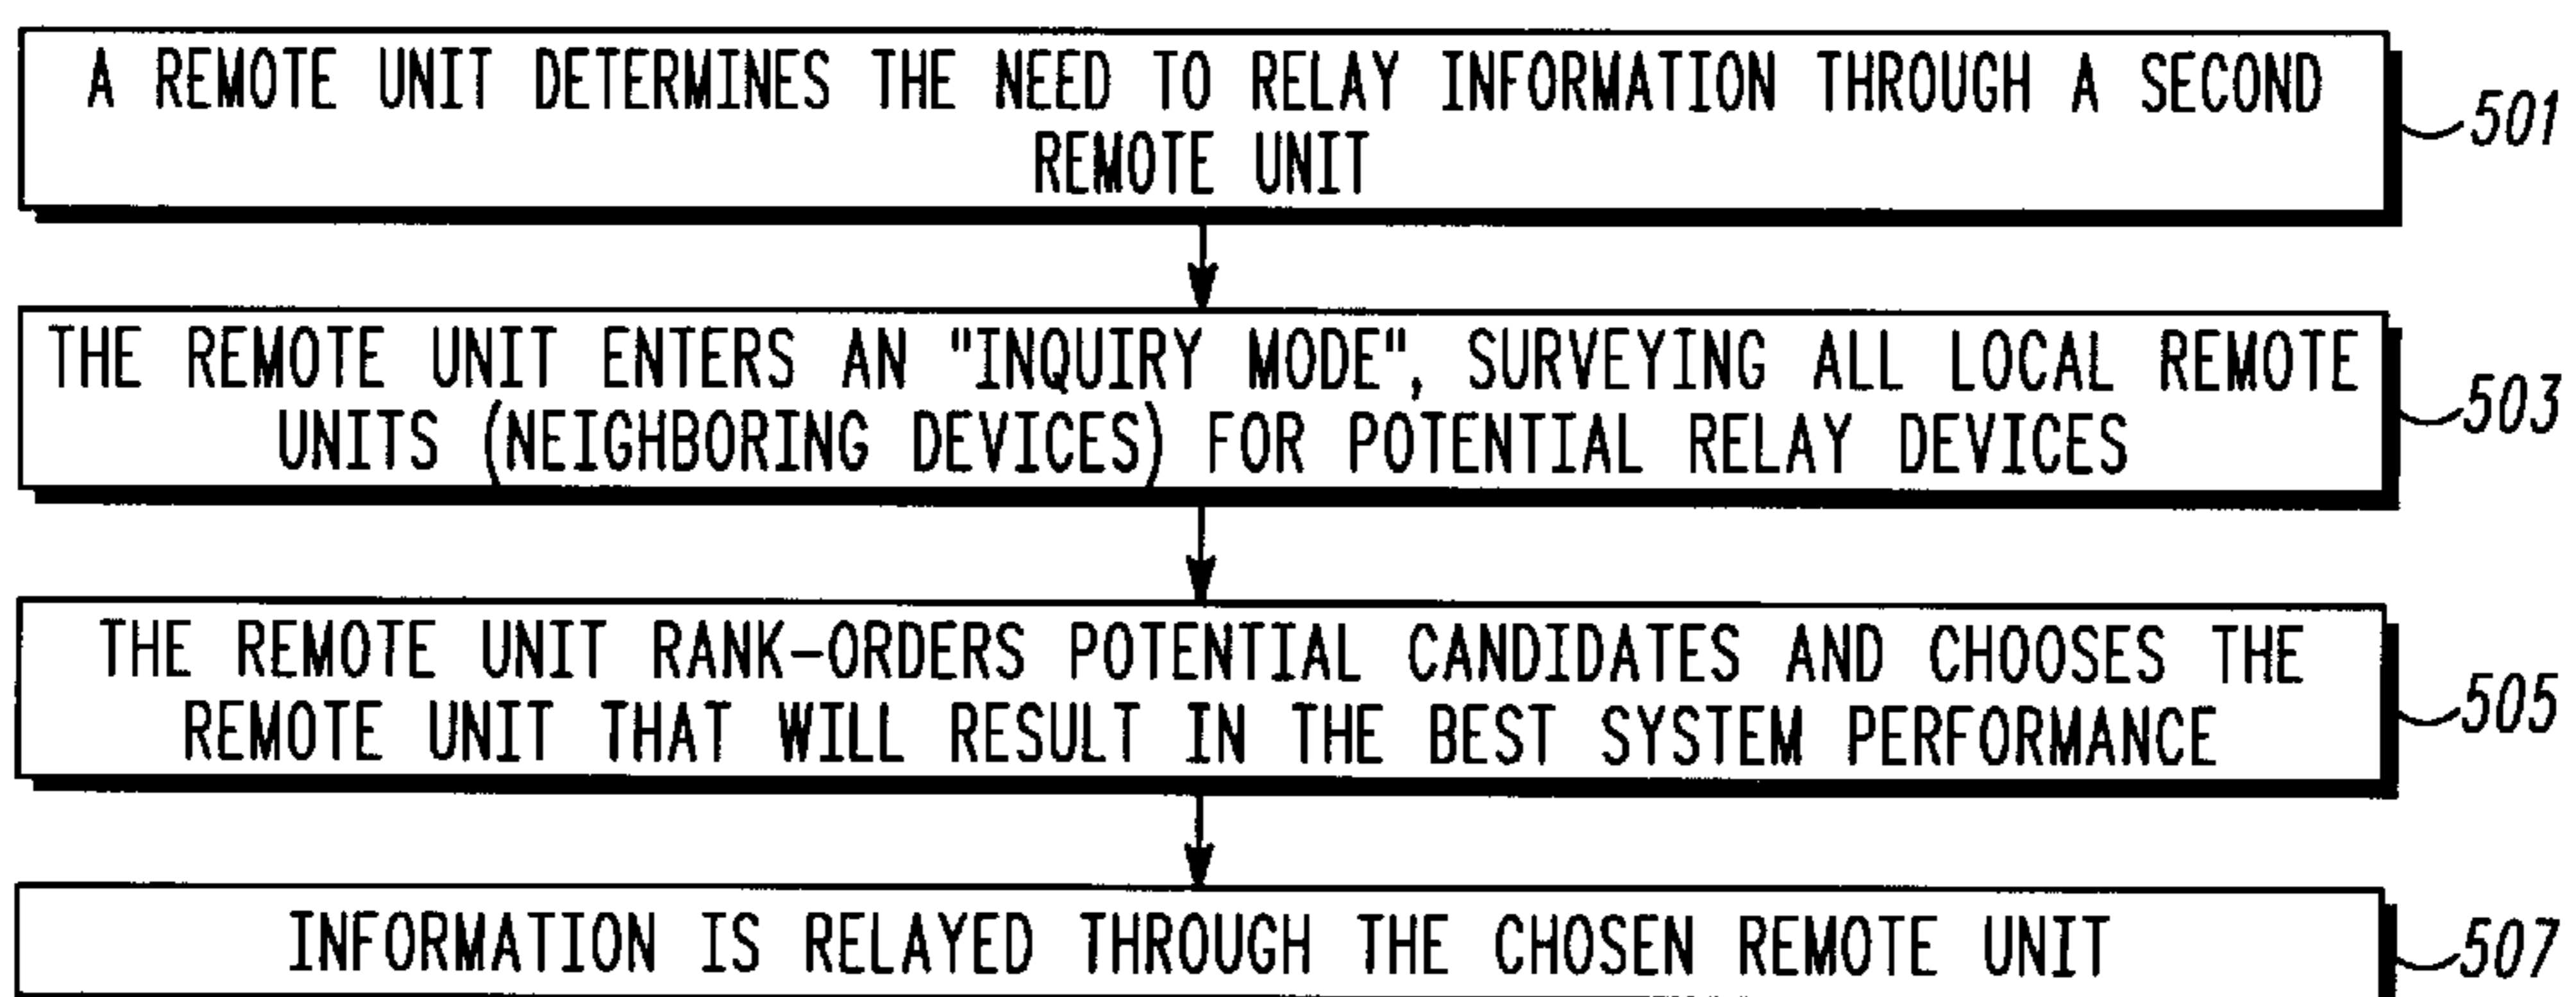 A REMOTE UNIT DETERMINES THE NEED TO RELAY INFORMATION THROUGH A SECOND
REMOTE UNIT
501
THE REMOTE UNIT ENTERS AN "INQUIRY MODE", SURVEYING ALL LOCAL REMOTE
UNITS (NEIGHBORING DEVICES) FOR POTENTIAL RELAY DEVICES
503
THE REMOTE UNIT RANK-ORDERS POTENTIAL CANDIDATES AND CHOOSES THE
REMOTE UNIT THAT WILL RESULT IN THE BEST SYSTEM PERFORMANCE
505
INFORMATION IS RELAYED THROUGH THE CHOSEN REMOTE UNIT
507